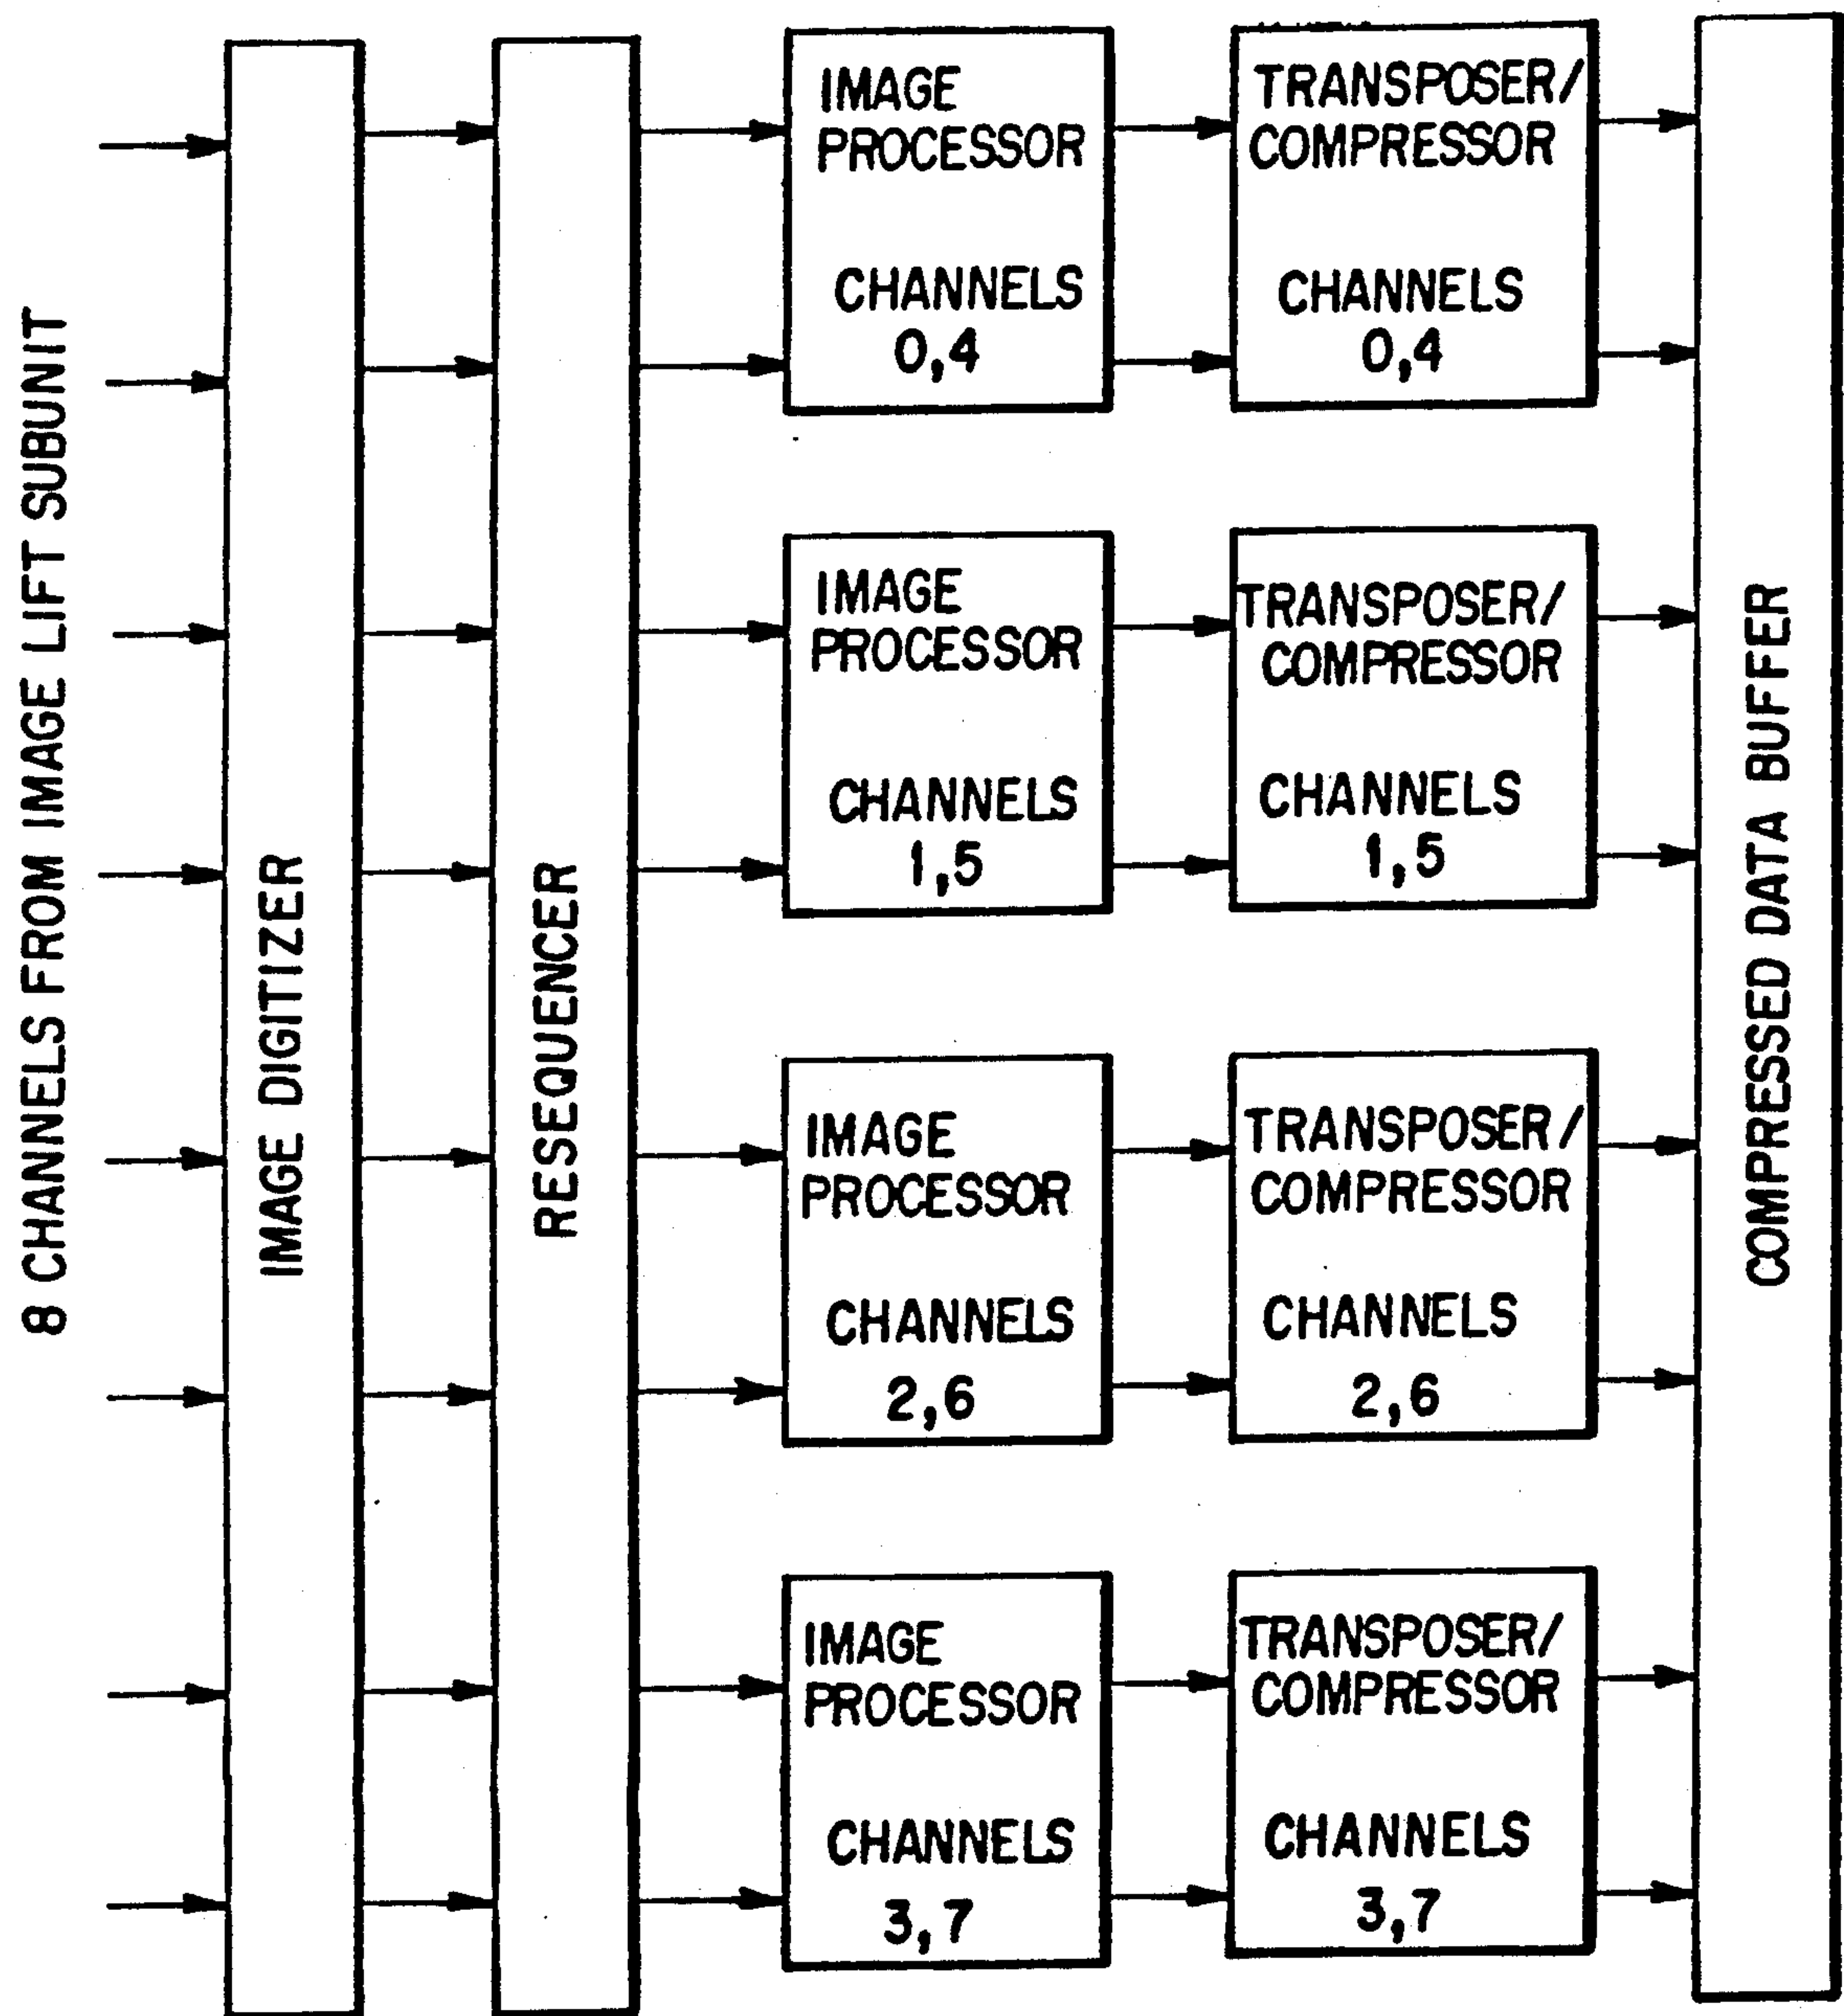 8 CHANNELS FROM IMAGE LIFT SUBUNIT
IMAGE DIGITIZER
RESEQUENCER
IMAGE
PROCESSOR
CHANNELS
0,4
TRANSPOSER/
COMPRESSOR
CHANNELS
0,4
IMAGE
PROCESSOR
CHANNELS
1,5
TRANSPOSER/
COMPRESSOR
CHANNELS
1,5
IMAGE
PROCESSOR
CHANNELS
2,6
TRANSPOSER/
COMPRESSOR
CHANNELS
2,6
IMAGE
PROCESSOR
CHANNELS
3,7
TRANSPOSER/
COMPRESSOR
CHANNELS
3,7
COMPRESSED DATA BUFFER